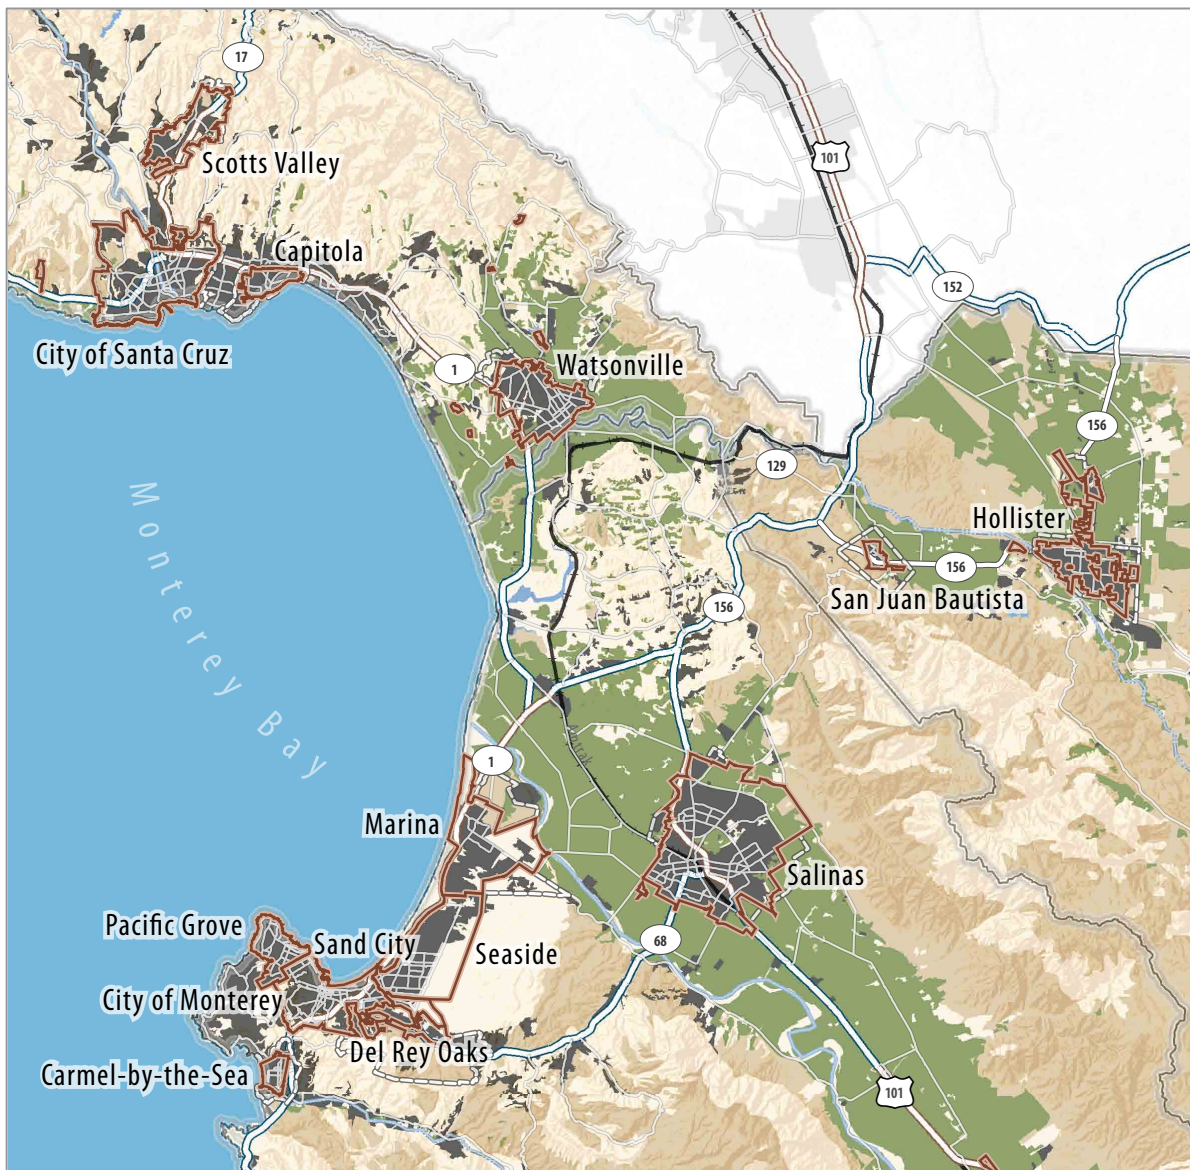 17
Scotts Valley
101
Capitola
152
City of Santa Cruz
1
Watsonville
156
129
Monterey Bay
Hollister
156
San Juan Bautista
156
Amtrak
1
Marina
Salinas
Pacific Grove
Sand City
68
Seaside
City of Monterey
Del Rey Oaks
Carmel-by-the-Sea
101